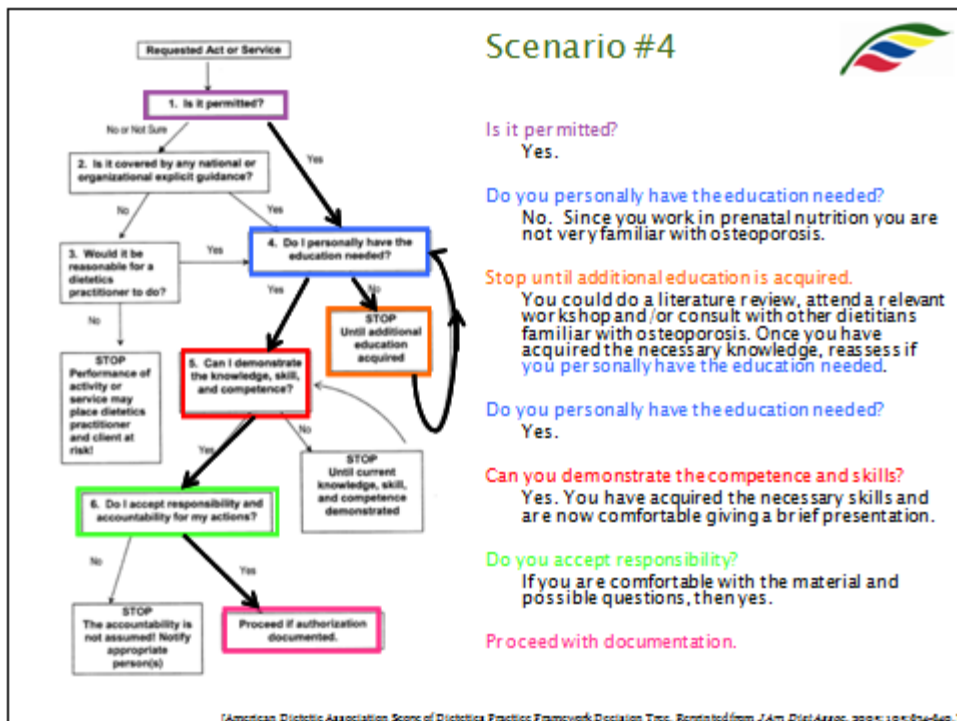 Scenario #4
Requested Act or Service
1. Is it permitted?
No or Not Sure
Yes
2. Is it covered by any national or
organizational explicit guidance?
No
Yes
3. Would it be
reasonable for a
dietetics
practitioner to do?
Yes
4. Do I personally have the
education needed?
No
Yes
No
STOP
Performance of
activity or
service may
place dietetics
practitioner
and client at
risk!
STOP
Until additional
education
acquired
5. Can I demonstrate
the knowledge, skill,
and competence?
Yes
No
STOP
Until current
knowledge, skill,
and competence
demonstrated
6. Do I accept responsibility and
accountability for my actions?
No
Yes
STOP
The accountability is
not assumed! Notify
appropriate
person(s)
Proceed if authorization
documented.
Is it permitted?
Yes.
Do you personally have the education needed?
No. Since you work in prenatal nutrition you are
not very familiar with osteoporosis.
Stop until additional education is acquired.
You could do a literature review, attend a relevant
workshop and/or consult with other dietitians
familiar with osteoporosis. Once you have
acquired the necessary knowledge, reassess if
you personally have the education needed.
Do you personally have the education needed?
Yes.
Can you demonstrate the competence and skills?
Yes. You have acquired the necessary skills and
are now comfortable giving a brief presentation.
Do you accept responsibility?
If you are comfortable with the material and
possible questions, then yes.
Proceed with documentation.
[American Dietetic Association Scope of Dietetics Practice Framework Decision Tree. Reprinted from J Am Diet Assoc.